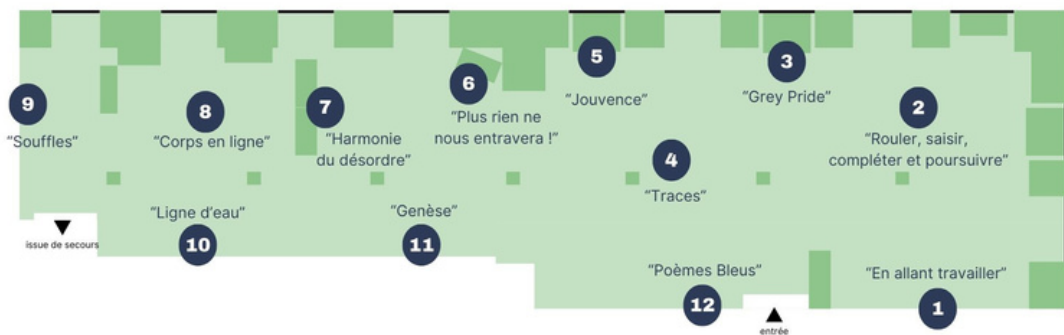 9
"Souffles"
8
"Corps en ligne"
7
"Harmonie
du désordre"
6
"Plus rien ne
nous entravera !"
5
"Jouvence"
3
"Grey Pride"
2
"Rouler, saisir,
compléter et poursuivre"
4
"Traces"
issue de secours
"Ligne d'eau"
10
"Genèse"
11
"Poèmes Bleus"
12
entrée
"En allant travailler"
1